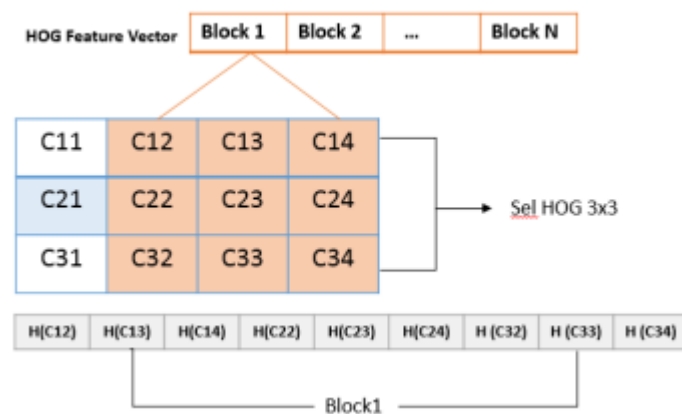 HOG Feature Vector Block 1 Block 2 ... Block N
C11 C12 C13 C14
C21 C22 C23 C24
Sel HOG 3x3
C31 C32 C33 C34
H(C12) H(C13) H(C14) H(C22) H(C23) H(C24) H (C32) H (C33) H (C34)
Block1